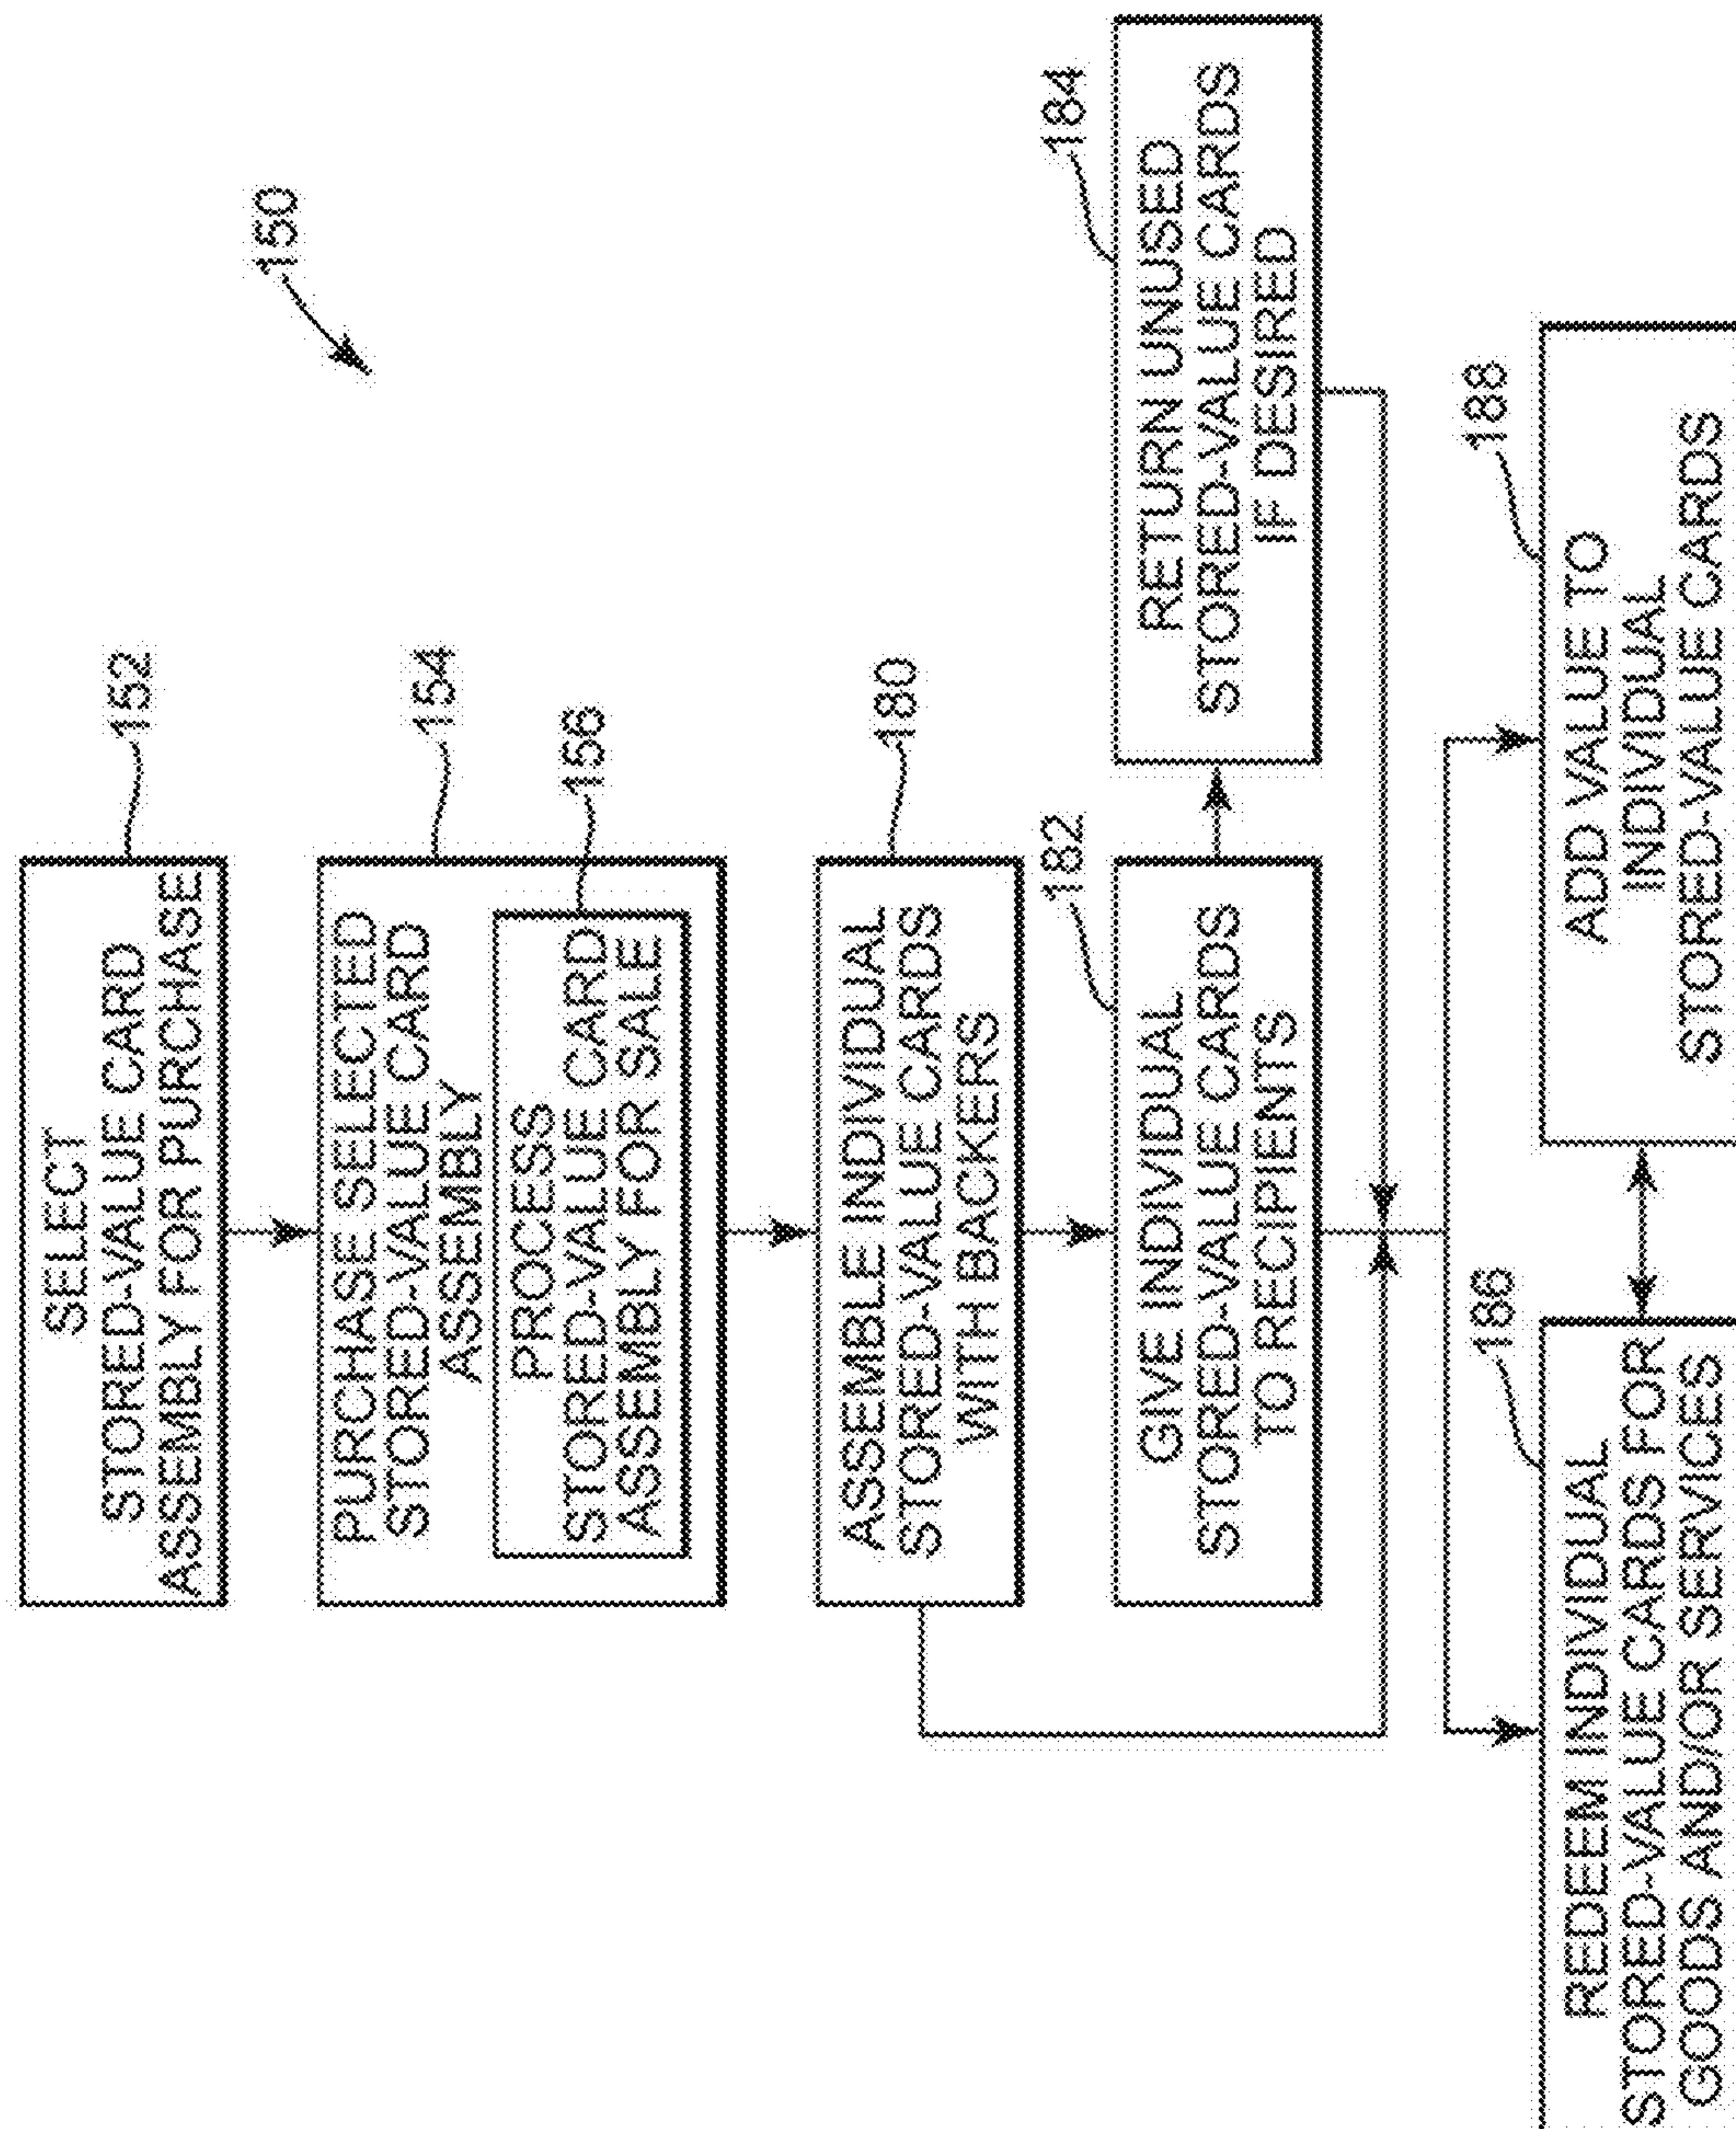 150
152
SELECT
STORED-VALUE CARD
ASSEMBLY FOR PURCHASE
154
PURCHASE SELECTED
STORED-VALUE CARD
ASSEMBLY
156
PROCESS
STORED-VALUE CARD
ASSEMBLY FOR SALE
180
ASSEMBLE INDIVIDUAL
STORED-VALUE CARDS
WITH BACKERS
182
GIVE INDIVIDUAL
STORED-VALUE CARDS
TO RECIPIENTS
184
RETURN UNUSED
STORED-VALUE CARDS
IF DESIRED
186
REDEEM INDIVIDUAL
STORED-VALUE CARDS FOR
GOODS AND/OR SERVICES
188
ADD VALUE TO
INDIVIDUAL
STORED-VALUE CARDS